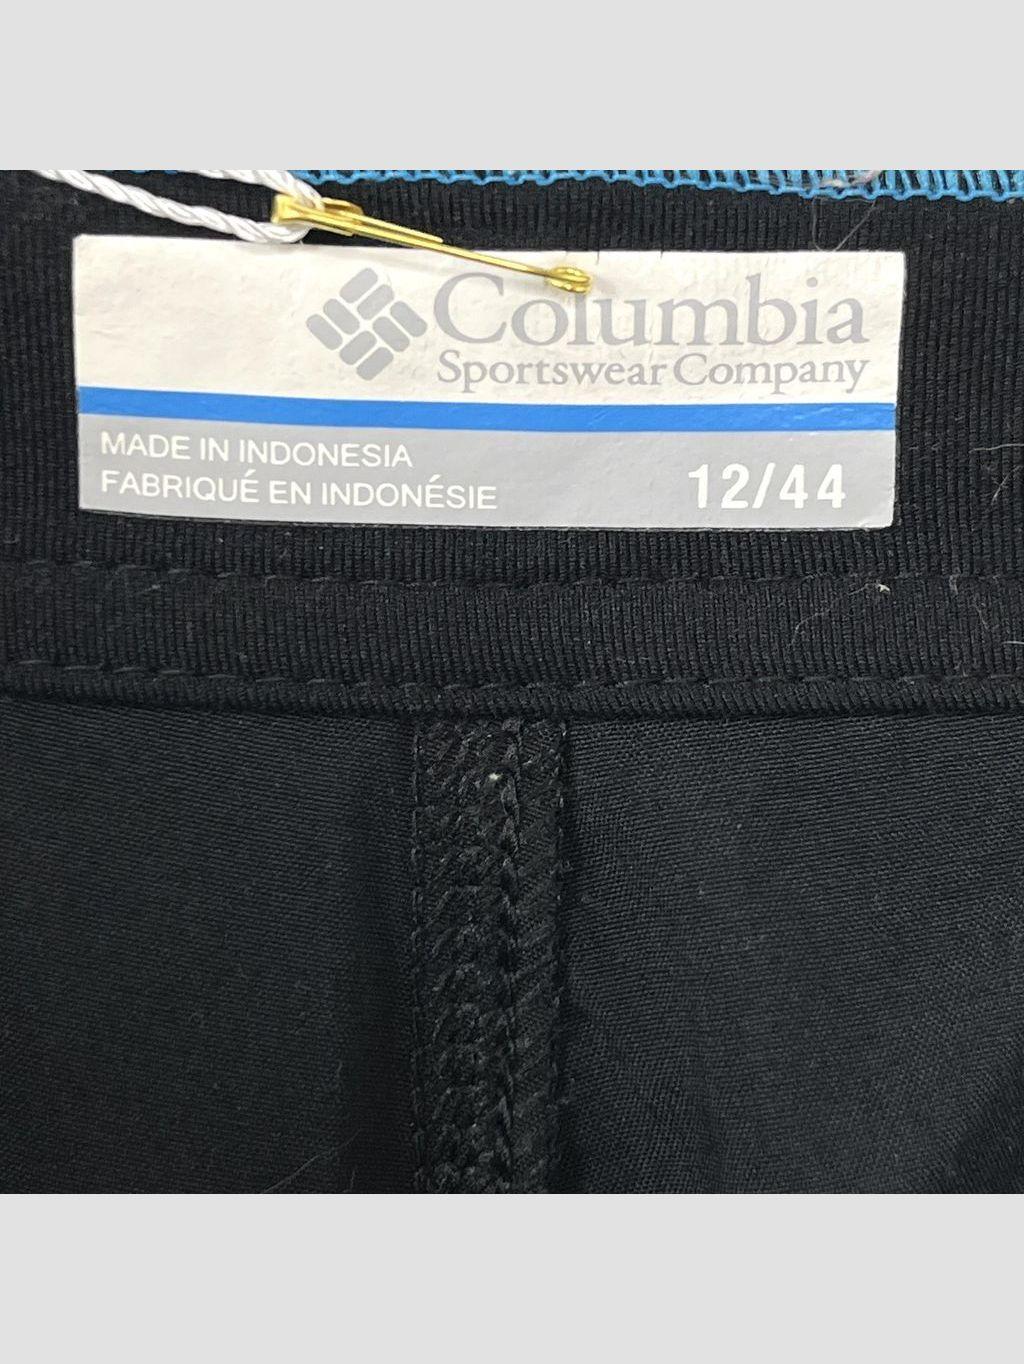 Columbia
Sportswear Company
MADE IN INDONESIA
FABRIQUÉ EN INDONÉSIE
12/44